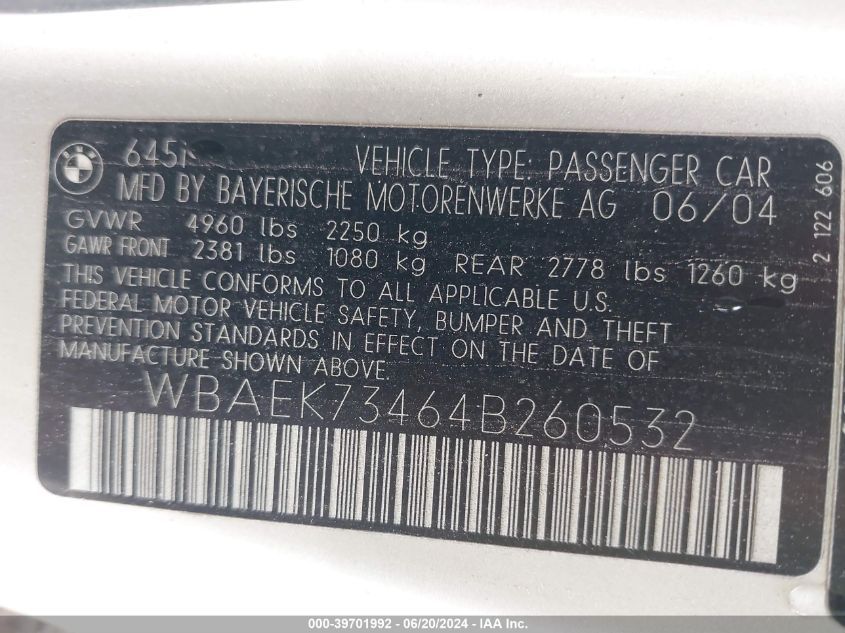 BMW
645i VEHICLE TYPE: PASSENGER CAR
MFD BY BAYERISCHE MOTORENWERKE AG 06/04
GVWR 4960 lbs 2250 kg
GAWR FRONT 2381 lbs 1080 kg REAR 2778 lbs 1260 kg
THIS VEHICLE CONFORMS TO ALL APPLICABLE U.S.
FEDERAL MOTOR VEHICLE SAFETY, BUMPER AND THEFT
PREVENTION STANDARDS IN EFFECT ON THE DATE OF
MANUFACTURE SHOWN ABOVE.
WBAEK73464B260532
2 122 606
000-39701992 - 06/20/2024 - IAA Inc.